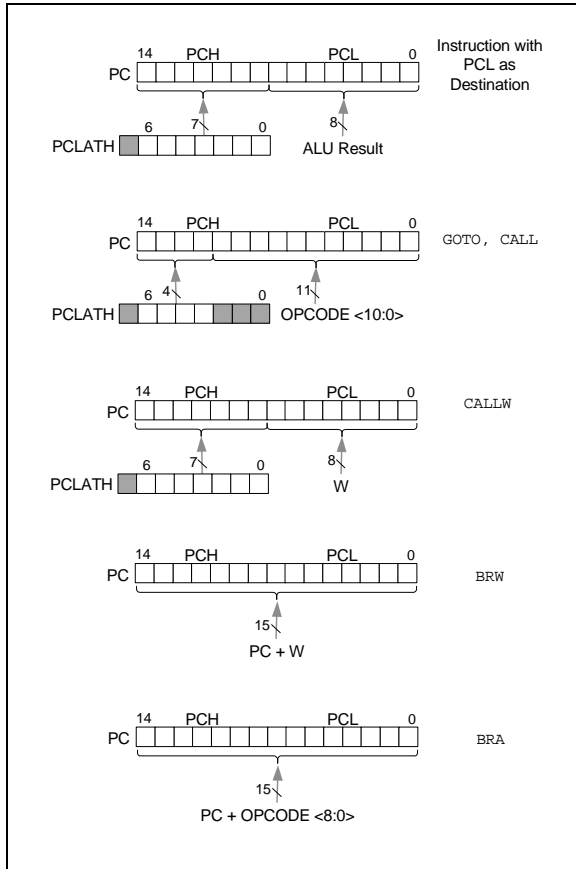 14 PCH PCL 0
PC
Instruction with
PCL as
Destination
6 7 0 8
PCLATH ALU Result
14 PCH PCL 0
PC GOTO, CALL
6 4 0 11
PCLATH OPCODE <10:0>
14 PCH PCL 0
PC CALLW
6 7 0 8
PCLATH W
14 PCH PCL 0
PC BRW
15
PC + W
14 PCH PCL 0
PC BRA
15
PC + OPCODE <8:0>